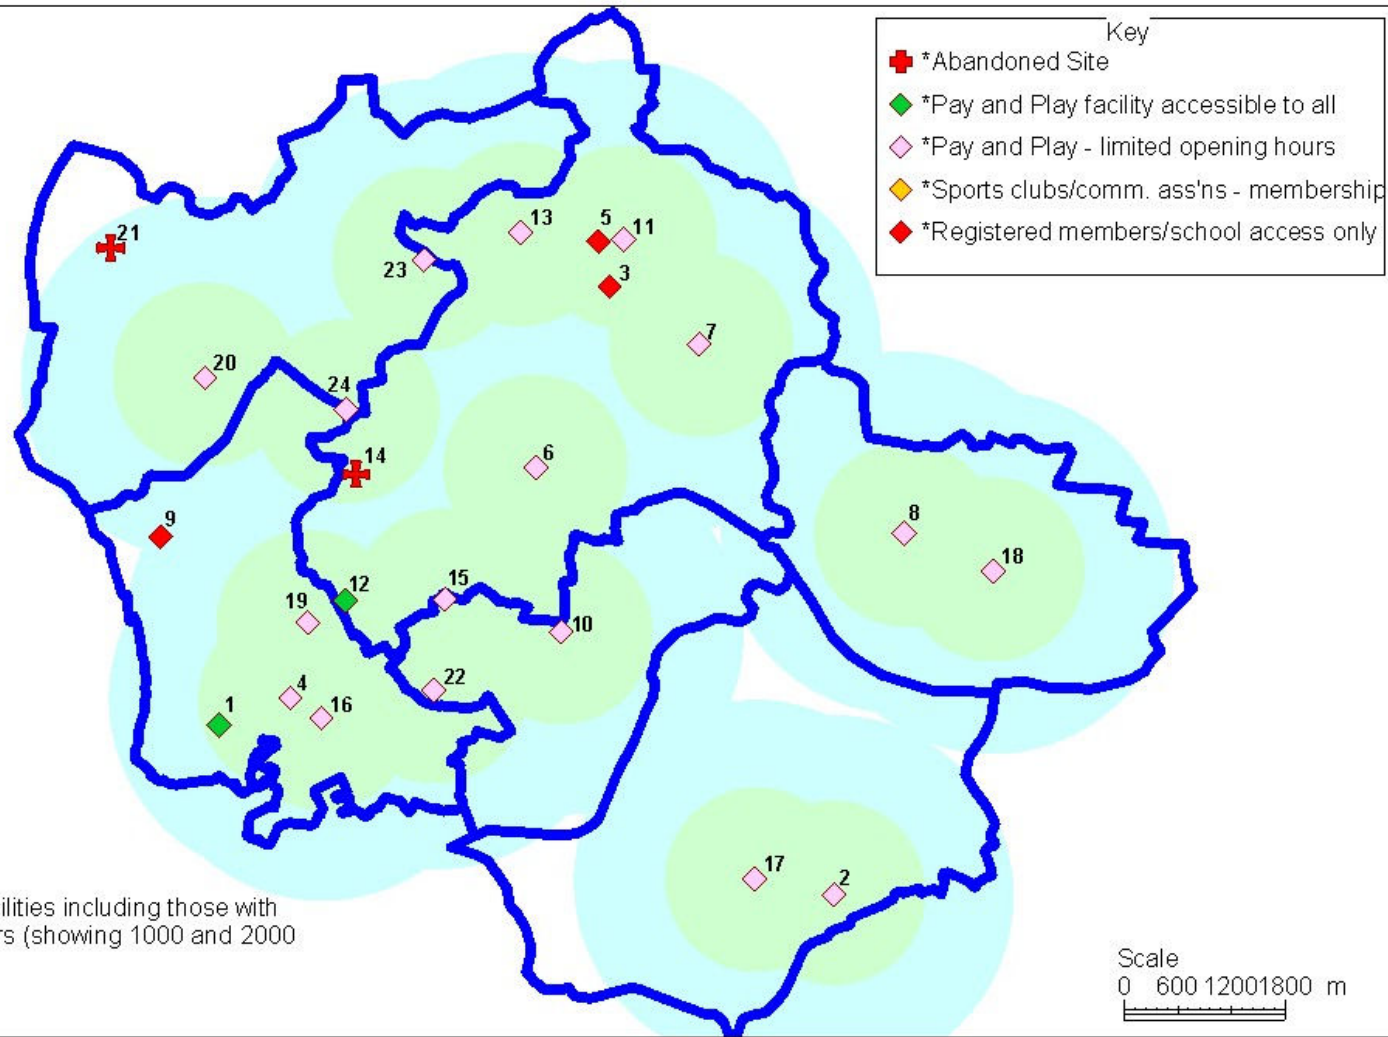 Key
*Abandoned Site
*Pay and Play facility accessible to all
*Pay and Play - limited opening hours
*Sports clubs/comm. ass'ns - membership
*Registered members/school access only
21
13
5
11
23
3
7
20
24
14
6
9
8
18
12
15
19
10
22
4
16
1
17
2
ilities including those with
rs (showing 1000 and 2000
Scale
0 600 12001800 m